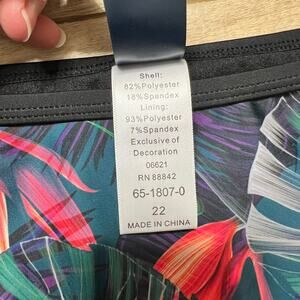 Shell:
82%Polyester
18%Spandex
Lining:
93%Polyester
7%Spandex
Exclusive of
Decoration
06621
RN 88842
65-1807-0
22
MADE IN CHINA